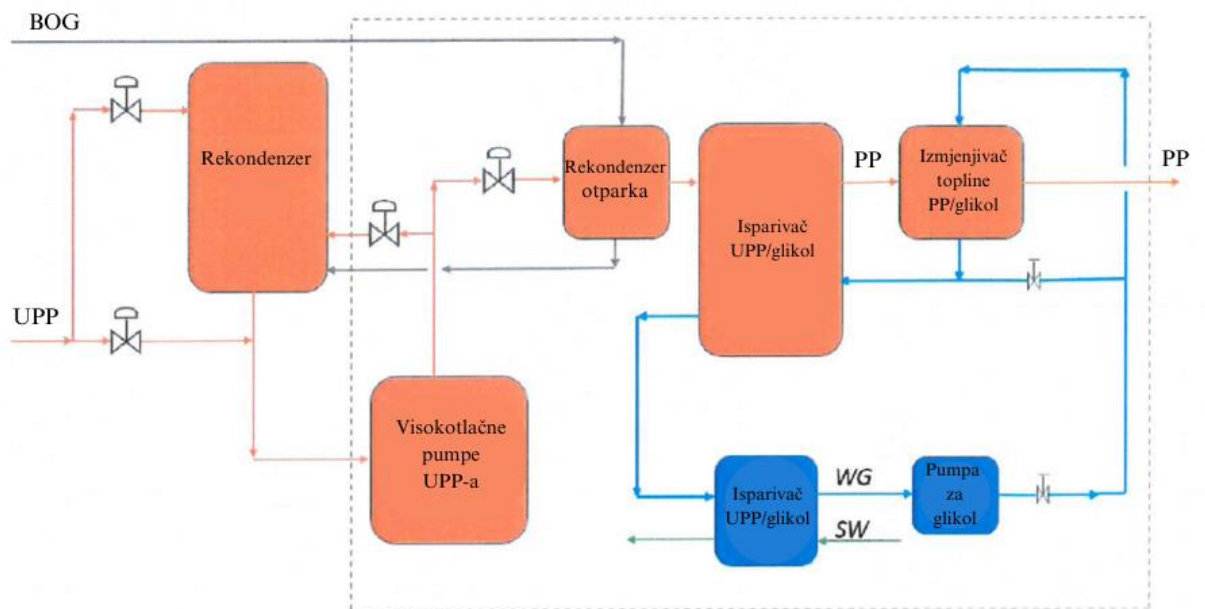 BOG
Rekondenzer
Rekondenzer
otparka
PP
Izmjenjivač
topline
PP/glikol
PP
Isparivač
UPP/glikol
UPP
Visokotlačne
pumpe
UPP-a
Isparivač
UPP/glikol
WG
SW
Pumpa
za
glikol